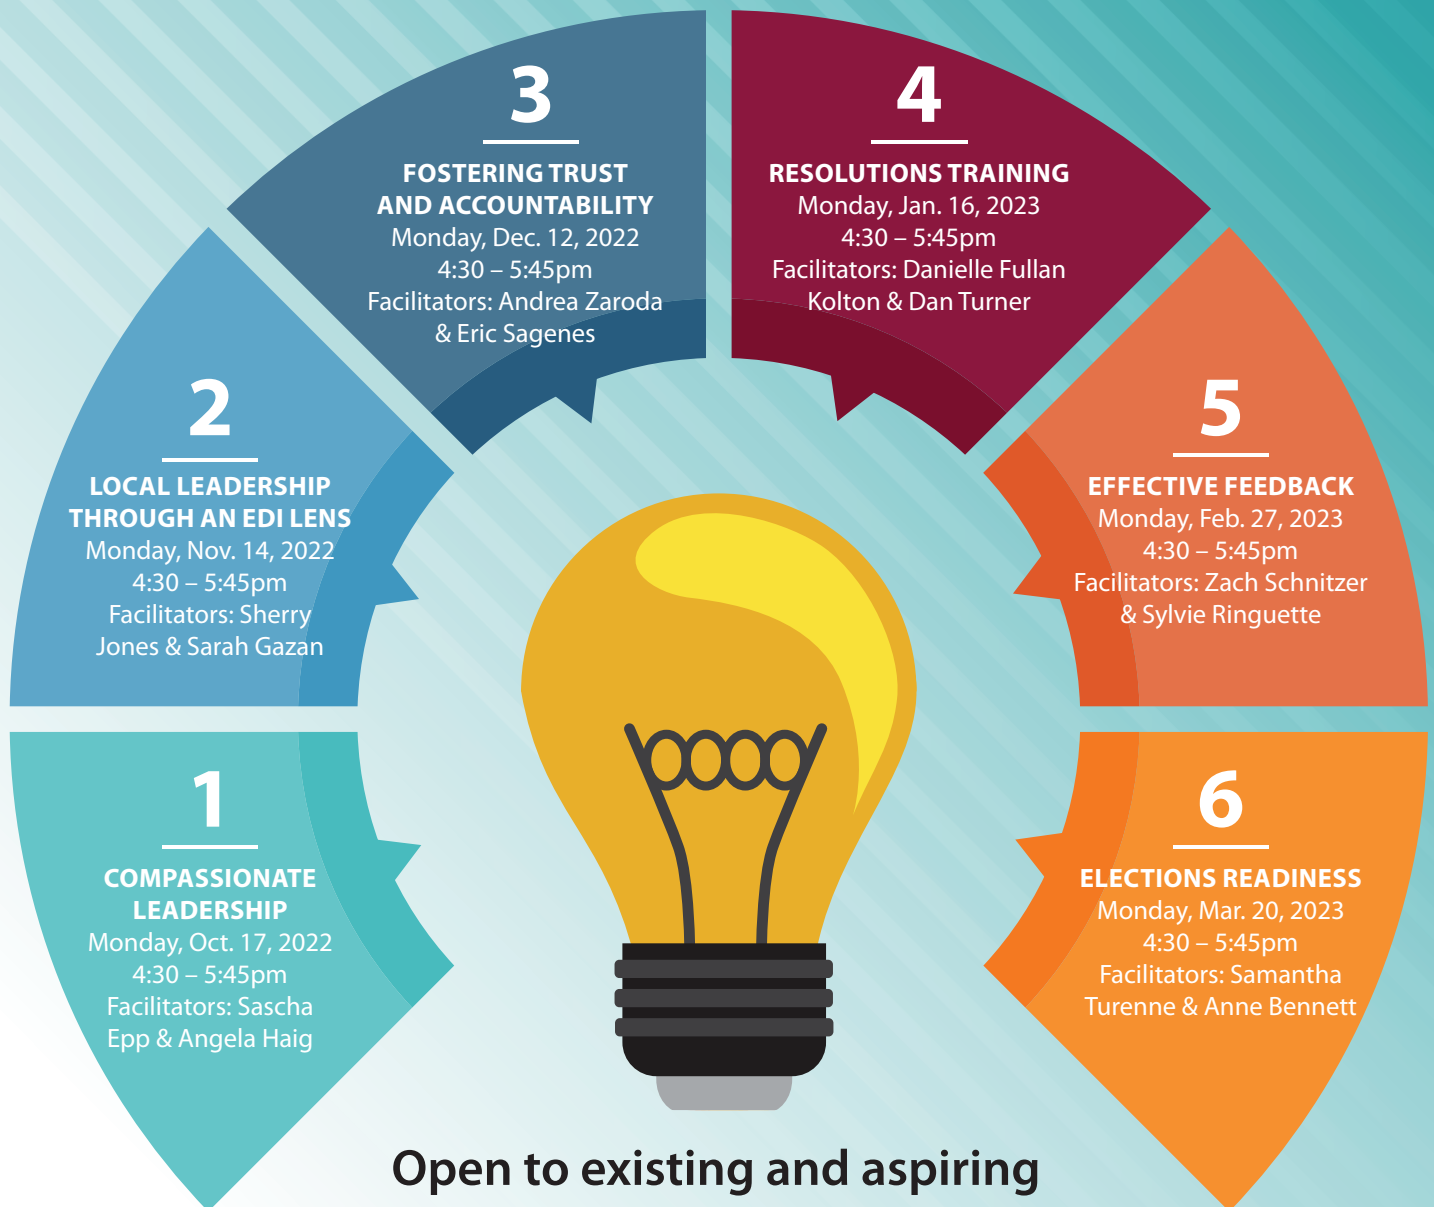 1
COMPASSIONATE
LEADERSHIP
Monday, Oct. 17, 2022
4:30 – 5:45pm
Facilitators: Sascha
Epp & Angela Haig
2
LOCAL LEADERSHIP
THROUGH AN EDI LENS
Monday, Nov. 14, 2022
4:30 – 5:45pm
Facilitators: Sherry
Jones & Sarah Gazan
3
FOSTERING TRUST
AND ACCOUNTABILITY
Monday, Dec. 12, 2022
4:30 – 5:45pm
Facilitators: Andrea Zaroda
& Eric Sagenes
4
RESOLUTIONS TRAINING
Monday, Jan. 16, 2023
4:30 – 5:45pm
Facilitators: Danielle Fullan
Kolton & Dan Turner
5
EFFECTIVE FEEDBACK
Monday, Feb. 27, 2023
4:30 – 5:45pm
Facilitators: Zach Schnitzer
& Sylvie Ringuette
6
ELECTIONS READINESS
Monday, Mar. 20, 2023
4:30 – 5:45pm
Facilitators: Samantha
Turenne & Anne Bennett
Open to existing and aspiring